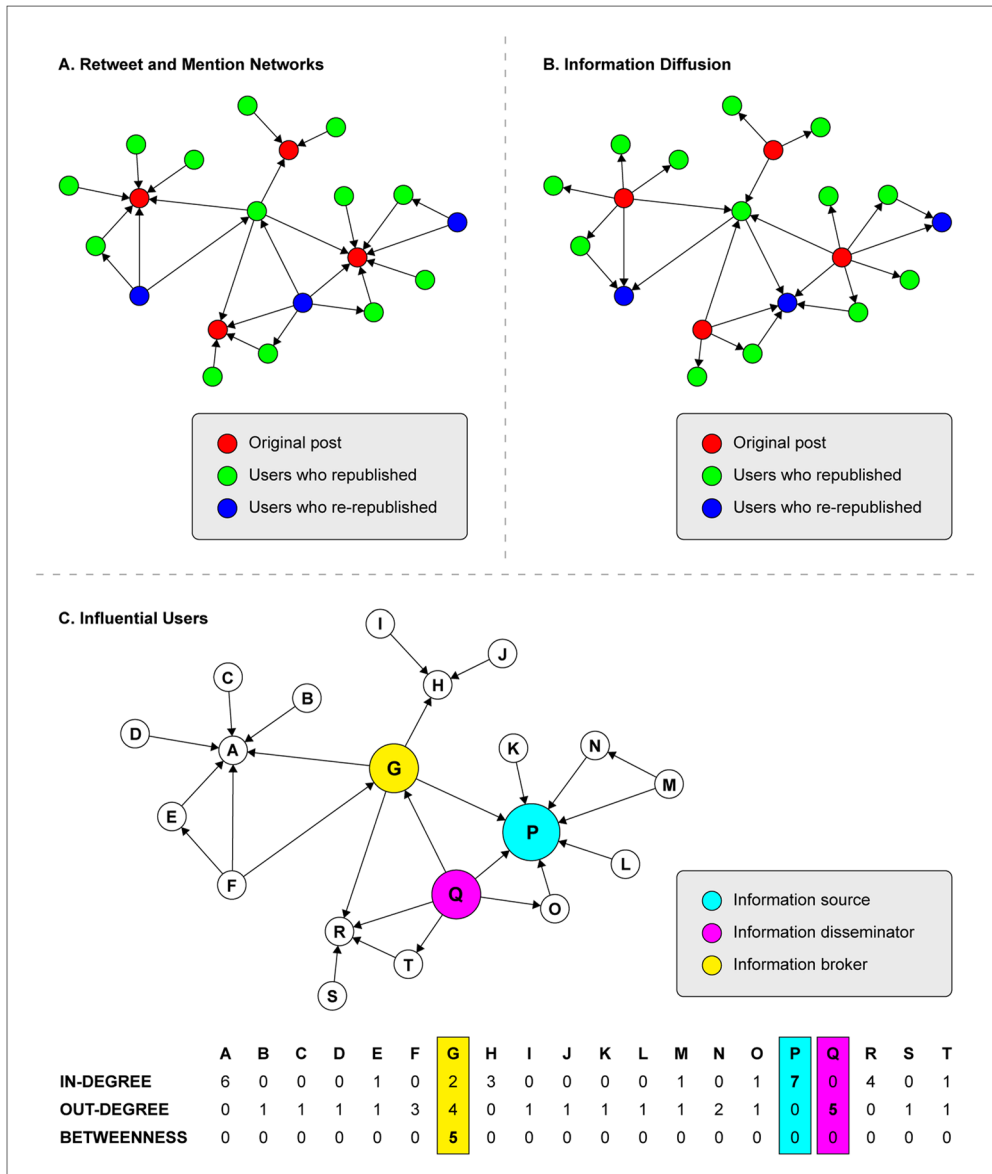 A. Retweet and Mention Networks
Original post
Users who republished
Users who re-republished
B. Information Diffusion
Original post
Users who republished
Users who re-republished
C. Influential Users
I
J
C
H
B
D
A
K
N
G
M
E
P
L
F
Q
O
R
T
S
Information source
Information disseminator
Information broker
A B C D E F G H I J K L M N O P Q R S T
IN-DEGREE 6 0 0 0 1 0 2 3 0 0 0 0 1 0 1 7 0 4 0 1
OUT-DEGREE 0 1 1 1 1 3 4 0 1 1 1 1 1 2 1 0 5 0 1 1
BETWEENNESS 0 0 0 0 0 0 5 0 0 0 0 0 0 0 0 0 0 0 0 0